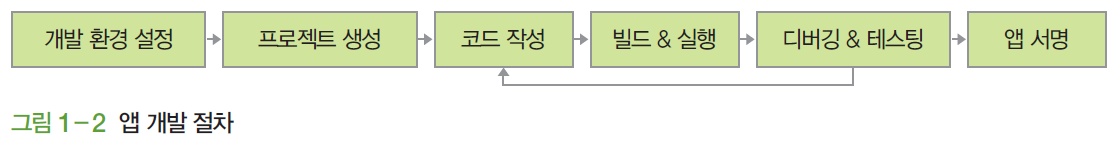 개발 환경 설정
프로젝트 생성
코드 작성
빌드 & 실행
디버깅 & 테스팅
앱 서명
그림 1-2 앱 개발 절차